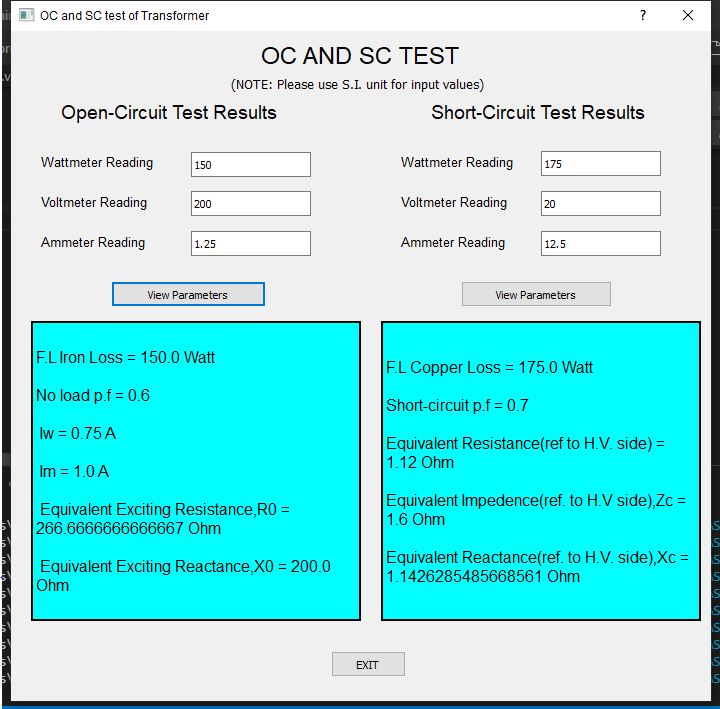 OC and SC test of Transformer
OC AND SC TEST
(NOTE: Please use S.I. unit for input values)
Open-Circuit Test Results
Wattmeter Reading 150
Voltmeter Reading 200
Ammeter Reading 1.25
View Parameters
F.L Iron Loss = 150.0 Watt
No load p.f = 0.6
Iw = 0.75 A
Im = 1.0 A
Equivalent Exciting Resistance,R0 =
266.6666666666667 Ohm
Equivalent Exciting Reactance,X0 = 200.0
Ohm
Short-Circuit Test Results
Wattmeter Reading 175
Voltmeter Reading 20
Ammeter Reading 12.5
View Parameters
F.L Copper Loss = 175.0 Watt
Short-circuit p.f = 0.7
Equivalent Resistance(ref to H.V. side) =
1.12 Ohm
Equivalent Impedence(ref. to H.V side),Zc =
1.6 Ohm
Equivalent Reactance(ref. to H.V. side),Xc =
1.1426285485668561 Ohm
EXIT